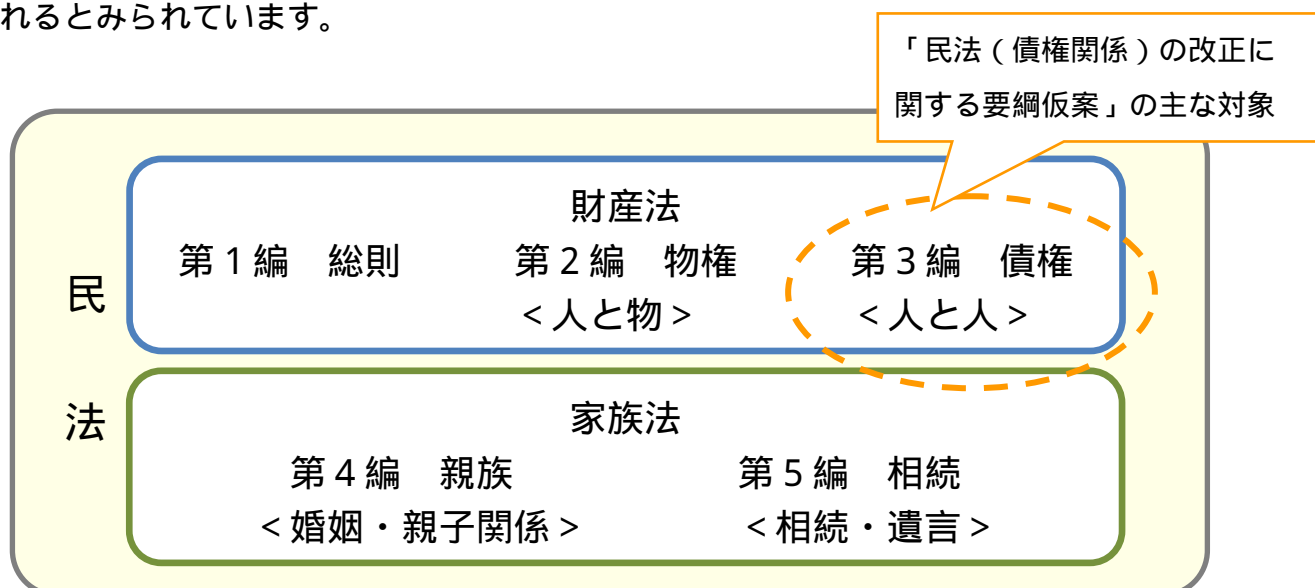 れるとみられています。
「民法（債権関係）の改正に
関する要綱仮案」の主な対象
民法
財産法
第１編　総則　第２編　物権　第３編　債権
＜人と物＞　＜人と人＞
家族法
第４編　親族　第５編　相続
＜婚姻・親子関係＞　＜相続・遺言＞